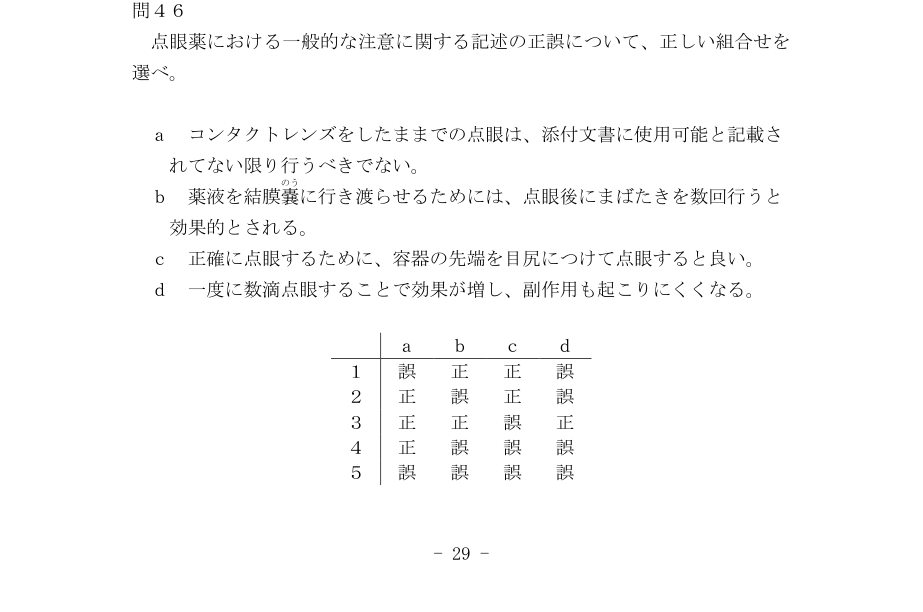 問４６
点眼薬における一般的な注意に関する記述の正誤について、正しい組合せを
選べ。
ａ　コンタクトレンズをしたままでの点眼は、添付文書に使用可能と記載さ
れてない限り行うべきでない。
のう
ｂ　薬液を結膜嚢に行き渡らせるためには、点眼後にまばたきを数回行うと
効果的とされる。
ｃ　正確に点眼するために、容器の先端を目尻につけて点眼すると良い。
ｄ　一度に数滴点眼することで効果が増し、副作用も起こりにくくなる。
ａ　ｂ　ｃ　ｄ
１　誤　正　正　誤
２　正　誤　正　誤
３　正　正　誤　正
４　正　誤　誤　誤
５　誤　誤　誤　誤
- 29 -